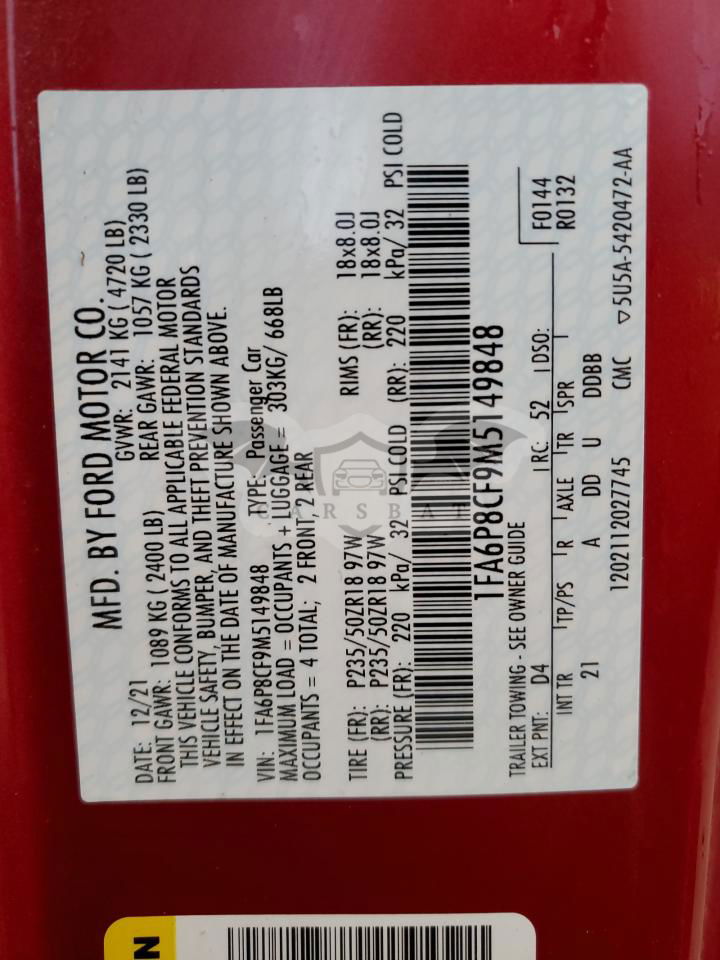 MFD. BY FORD MOTOR CO.
DATE: 12/21 GVWR: 2141 KG ( 4720 LB)
FRONT GAWR: 1089 KG ( 2400 LB) REAR GAWR: 1057 KG ( 2330 LB)
THIS VEHICLE CONFORMS TO ALL APPLICABLE FEDERAL MOTOR
VEHICLE SAFETY, BUMPER, AND THEFT PREVENTION STANDARDS
IN EFFECT ON THE DATE OF MANUFACTURE SHOWN ABOVE.
VIN: 1FA6P8CF9M5149848 TYPE: Passenger Car
MAXIMUM LOAD = OCCUPANTS + LUGGAGE = 303KG/ 668LB
OCCUPANTS = 4 TOTAL; 2 FRONT, 2 REAR
TIRE (FR): P235/50ZR18 97W RIMS (FR): 18x8.0J
(RR): P235/50ZR18 97W (RR): 18x8.0J
PRESSURE (FR): 220 kPa/ 32 PSI COLD (RR): 220 kPa/ 32 PSI COLD
1FA6P8CF9M5149848
TRAILER TOWING - SEE OWNER GUIDE F0144
EXT PNT: D4 RC: 52 DSO: R0132
INT TR TP/PS R AXLE TR SPR
21 A DD U DDBB
1202112027745 CMC ▽5U5A-5420472-AA
CARSBAT
N